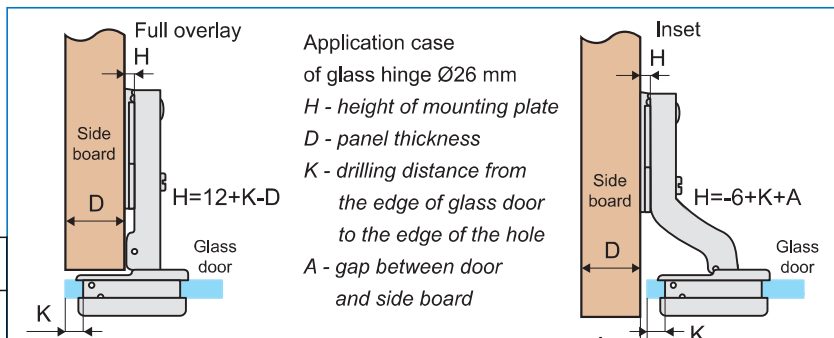 Full overlay
H
Side
board
D
H=12+K-D
Glass
door
K
Application case
of glass hinge Ø26 mm
H - height of mounting plate
D - panel thickness
K - drilling distance from
the edge of glass door
to the edge of the hole
A - gap between door
and side board
Inset
H
Side
board
H=-6+K+A
D
Glass
door
K